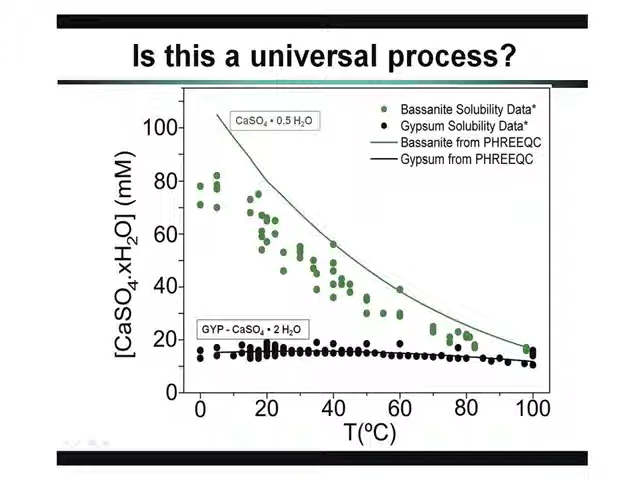 Is this a universal process?
CaSO₄ • 0.5 H₂O
Bassanite Solubility Data*
Gypsum Solubility Data*
Bassanite from PHREEQC
Gypsum from PHREEQC
[CaSO₄.xH₂O] (mM)
100
80
60
40
20
0
GYP - CaSO₄ • 2 H₂O
0 20 40 60 80 100
T(ºC)